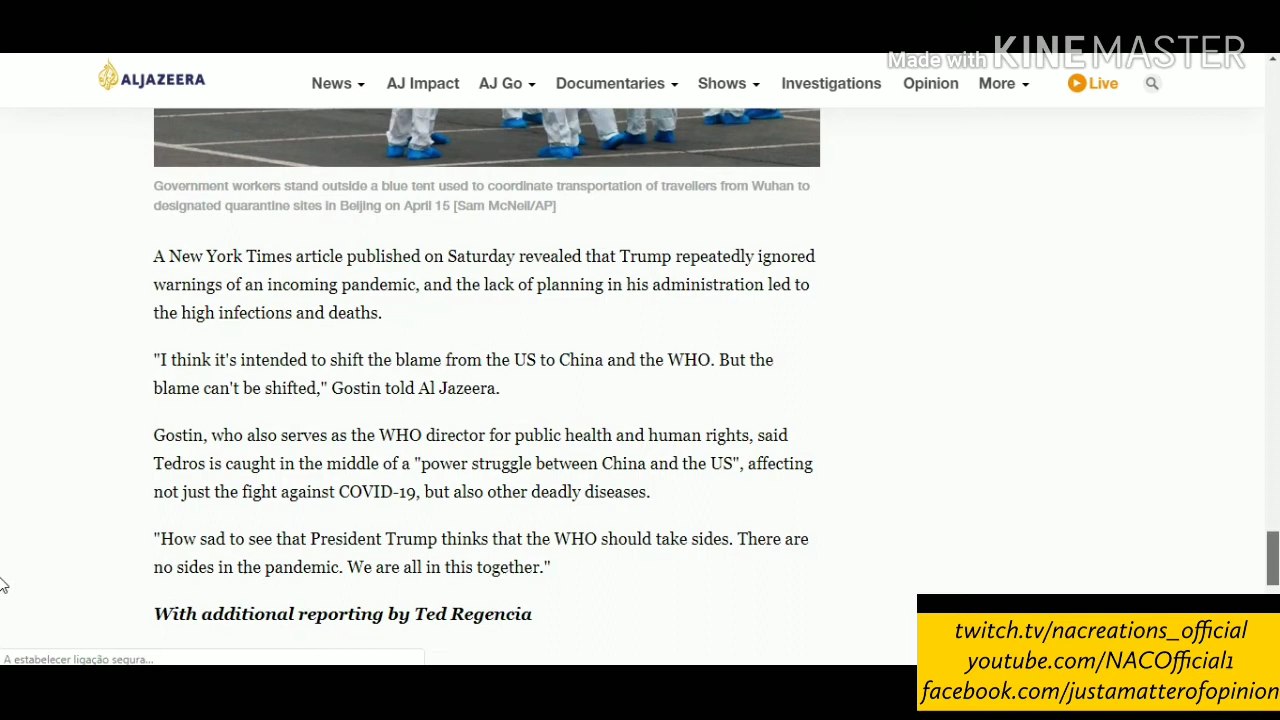 Made with KINEMASTER
ALJAZEERA
News AJ Impact AJ Go Documentaries Shows Investigations Opinion More Live
Government workers stand outside a blue tent used to coordinate transportation of travellers from Wuhan to
designated quarantine sites in Beijing on April 15 [Sam McNeil/AP]
A New York Times article published on Saturday revealed that Trump repeatedly ignored
warnings of an incoming pandemic, and the lack of planning in his administration led to
the high infections and deaths.
"I think it's intended to shift the blame from the US to China and the WHO. But the
blame can't be shifted," Gostin told Al Jazeera.
Gostin, who also serves as the WHO director for public health and human rights, said
Tedros is caught in the middle of a "power struggle between China and the US", affecting
not just the fight against COVID-19, but also other deadly diseases.
"How sad to see that President Trump thinks that the WHO should take sides. There are
no sides in the pandemic. We are all in this together."
With additional reporting by Ted Regencia
A estabelecer ligação segura...
twitch.tv/nacreations_official
youtube.com/NACOfficial1
facebook.com/justamatterofopinion